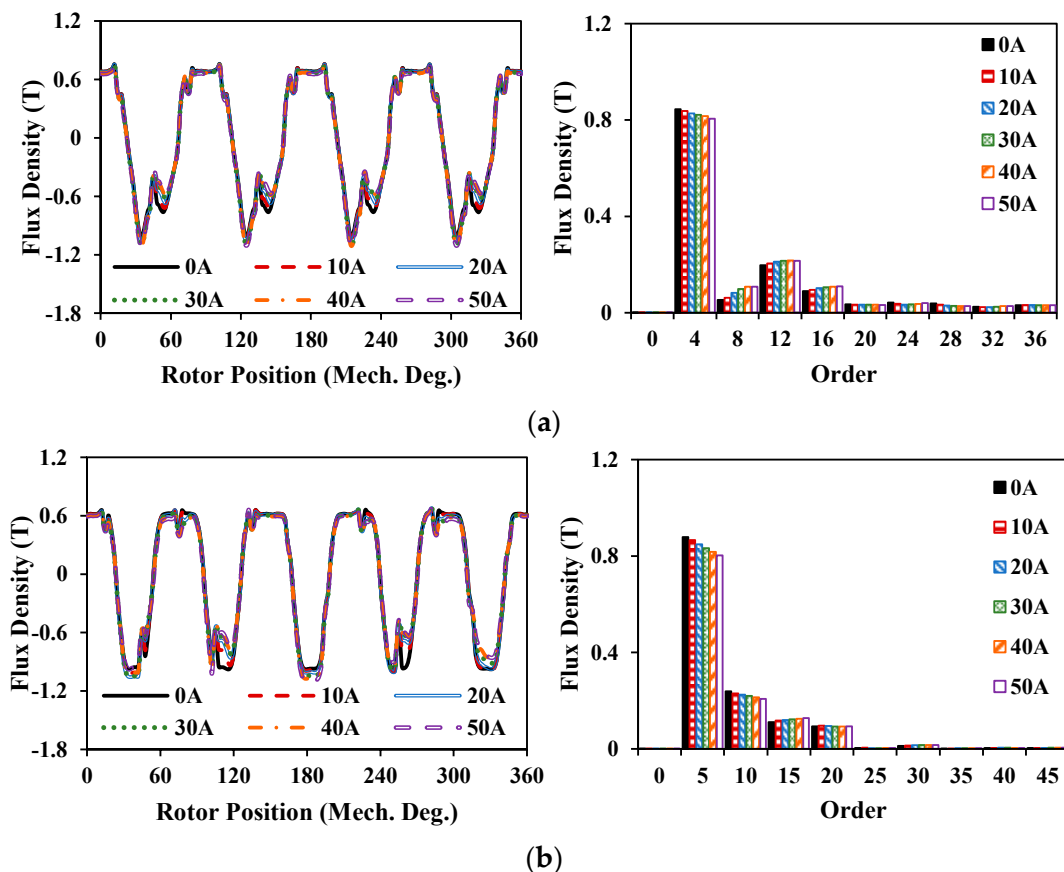 1.2
0.6
0
-0.6
-1.2
-1.8
Flux Density (T)
0A
10A
20A
30A
40A
50A
0 60 120 180 240 300 360
Rotor Position (Mech. Deg.)
1.2
0.8
0.4
0
Flux Density (T)
0A
10A
20A
30A
40A
50A
0 4 8 12 16 20 24 28 32 36
Order
(a)
1.2
0.6
0
-0.6
-1.2
-1.8
Flux Density (T)
0A
10A
20A
30A
40A
50A
0 60 120 180 240 300 360
Rotor Position (Mech. Deg.)
1.2
0.8
0.4
0
Flux Density (T)
0A
10A
20A
30A
40A
50A
0 5 10 15 20 25 30 35 40 45
Order
(b)